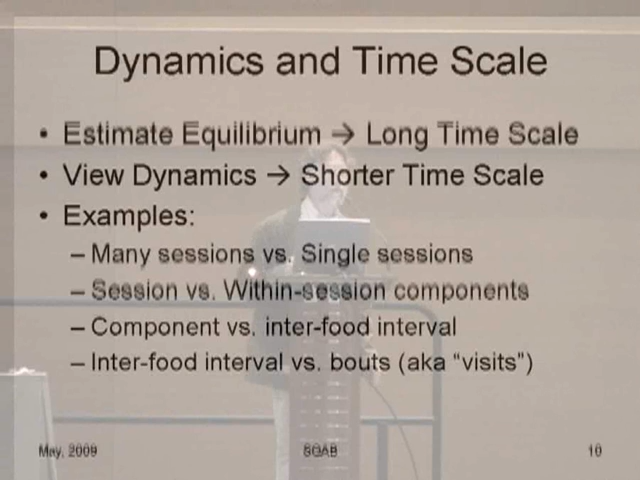 Dynamics and Time Scale
• Estimate Equilibrium → Long Time Scale
• View Dynamics → Shorter Time Scale
• Examples:
– Many sessions vs. Single sessions
– Session vs. Within-session components
– Component vs. inter-food interval
– Inter-food interval vs. bouts (aka “visits”)
May, 2009
SQAB
10